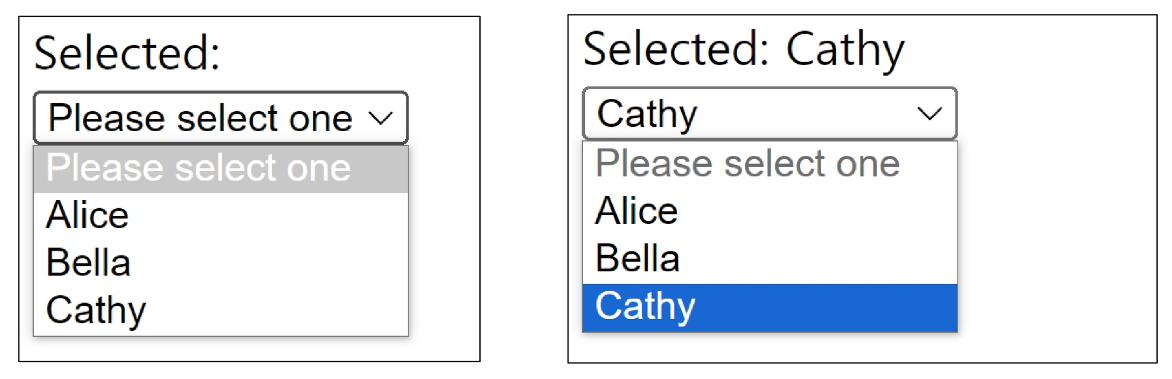 Selected:
Please select one
Please select one
Alice
Bella
Cathy
Selected: Cathy
Cathy
Please select one
Alice
Bella
Cathy